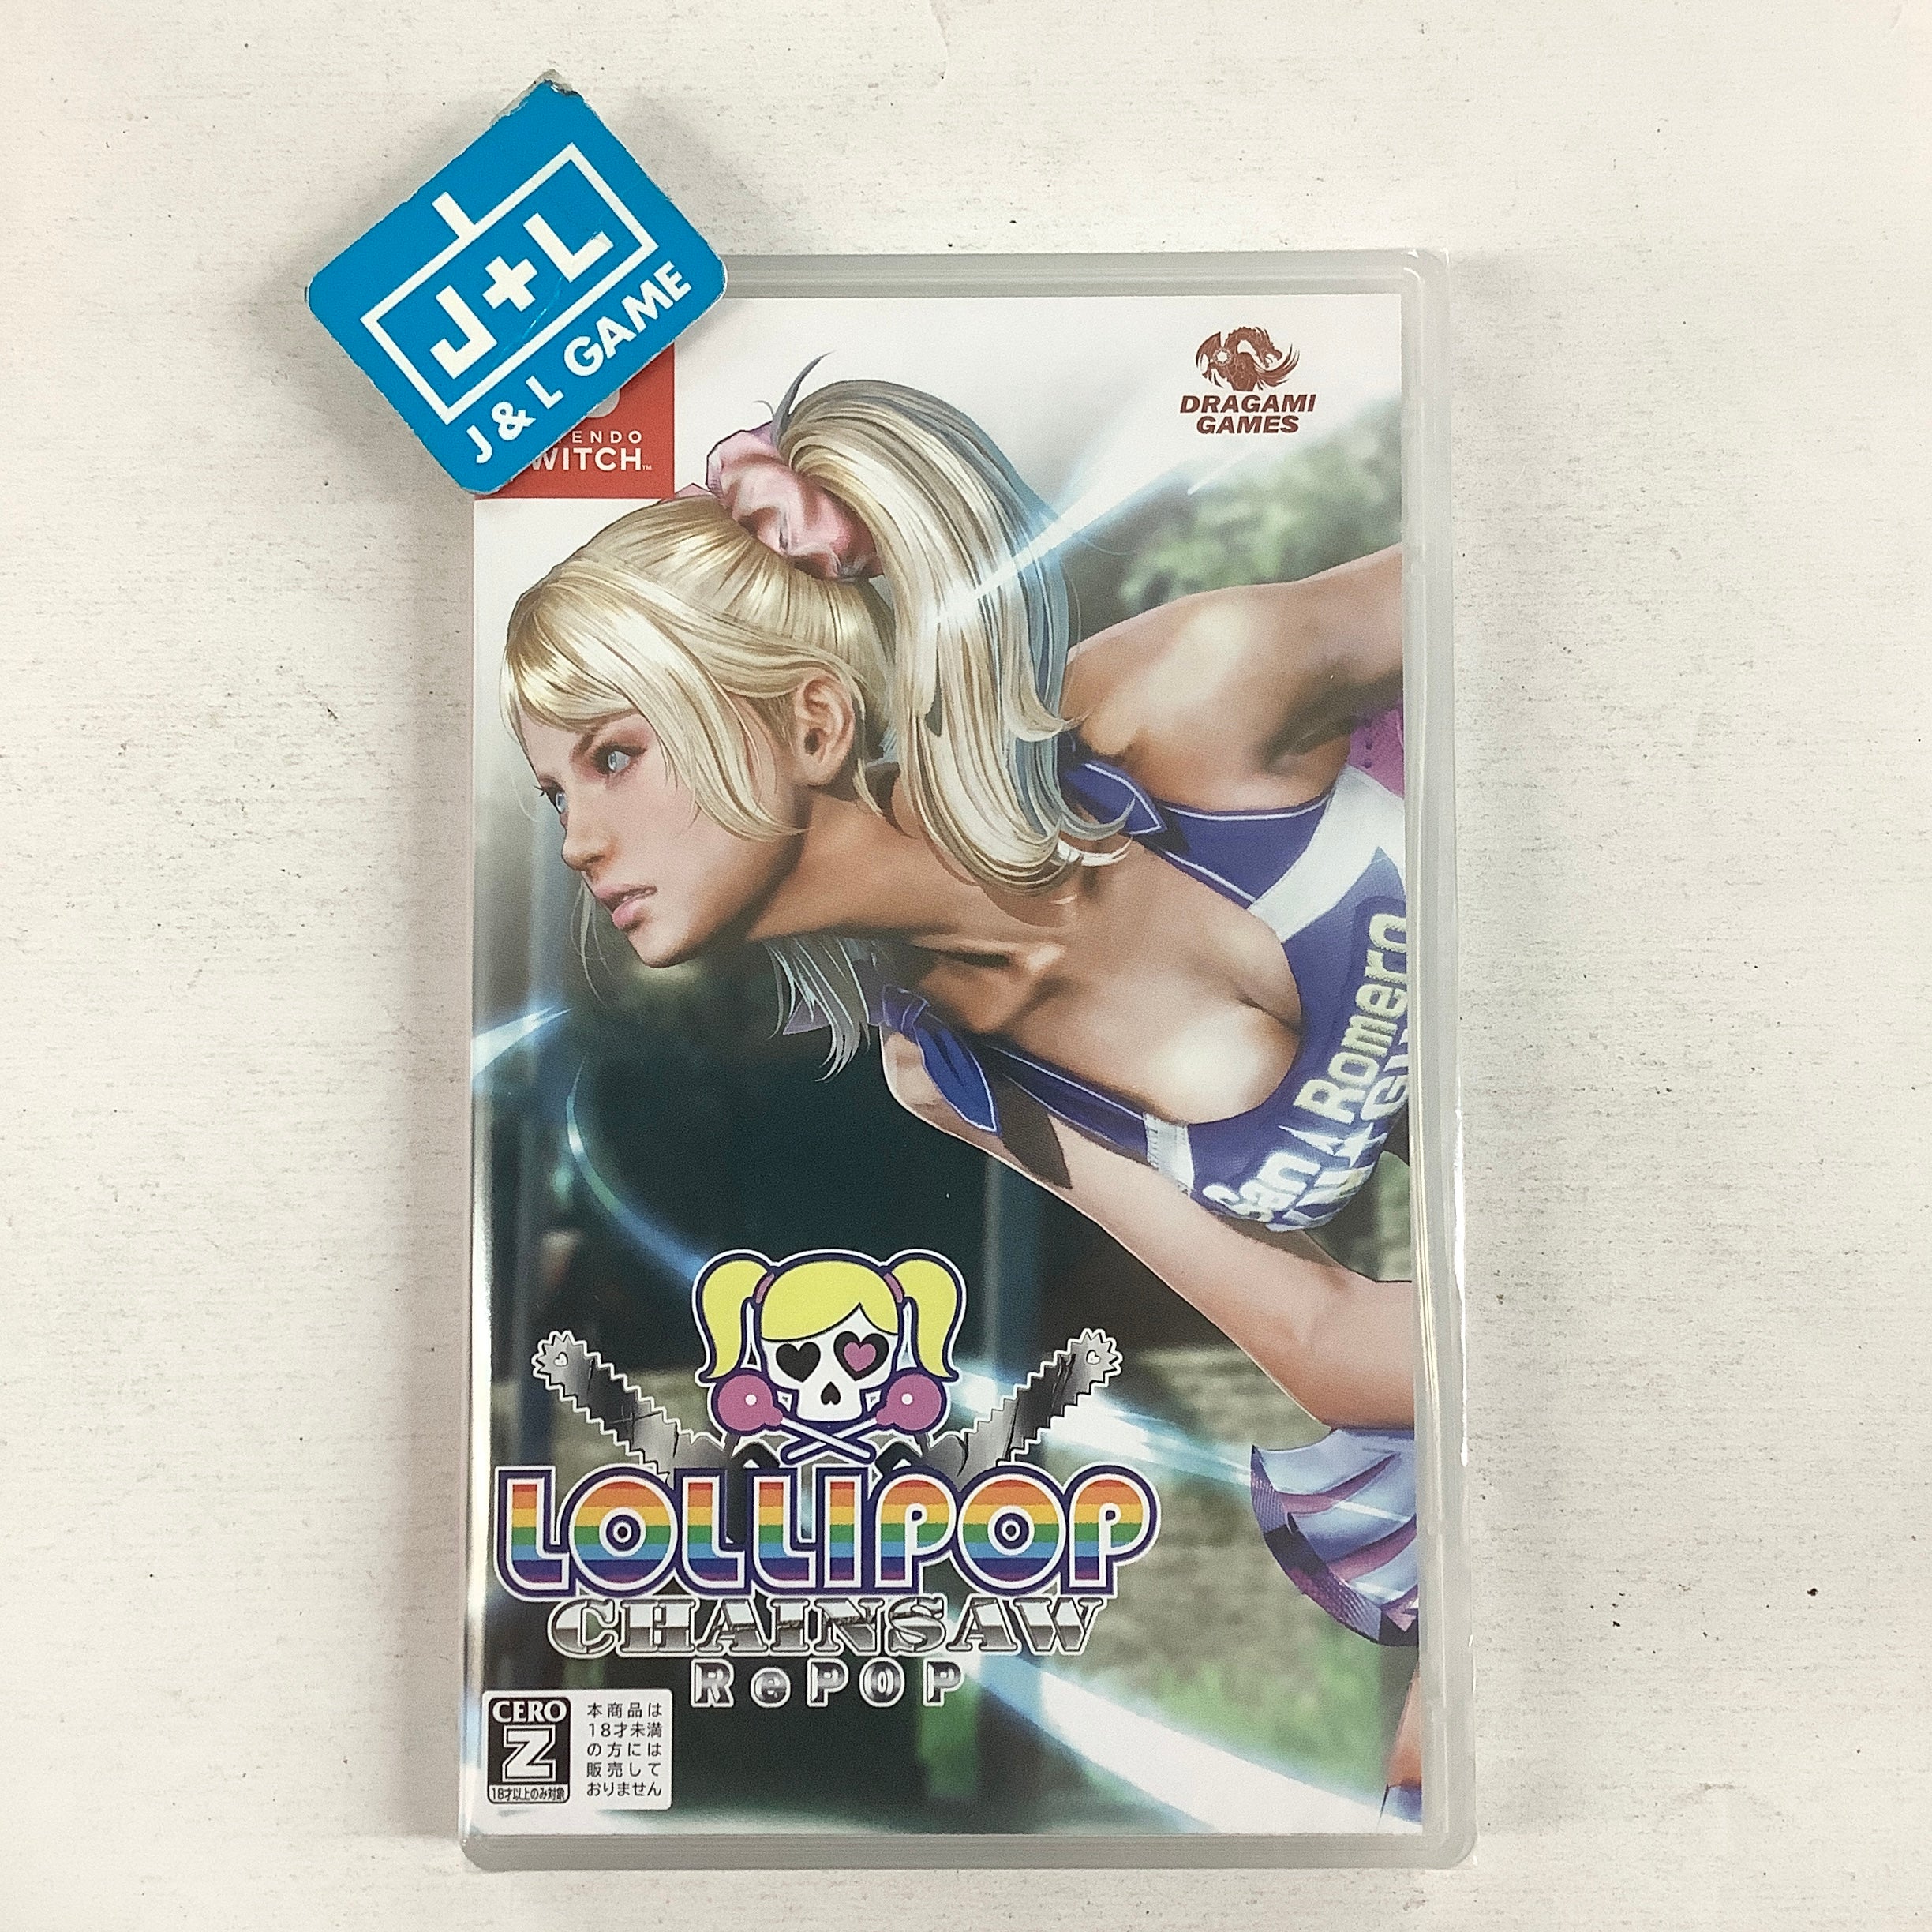 J+L
J & L GAME
WITCH
DRAGAMI
GAMES
San Romero
LOLLIPOP
CHAINSAW
RePOP
CERO
Z
18才以上のみ対象
本商品は
18才未満
の方には
販売して
おりません